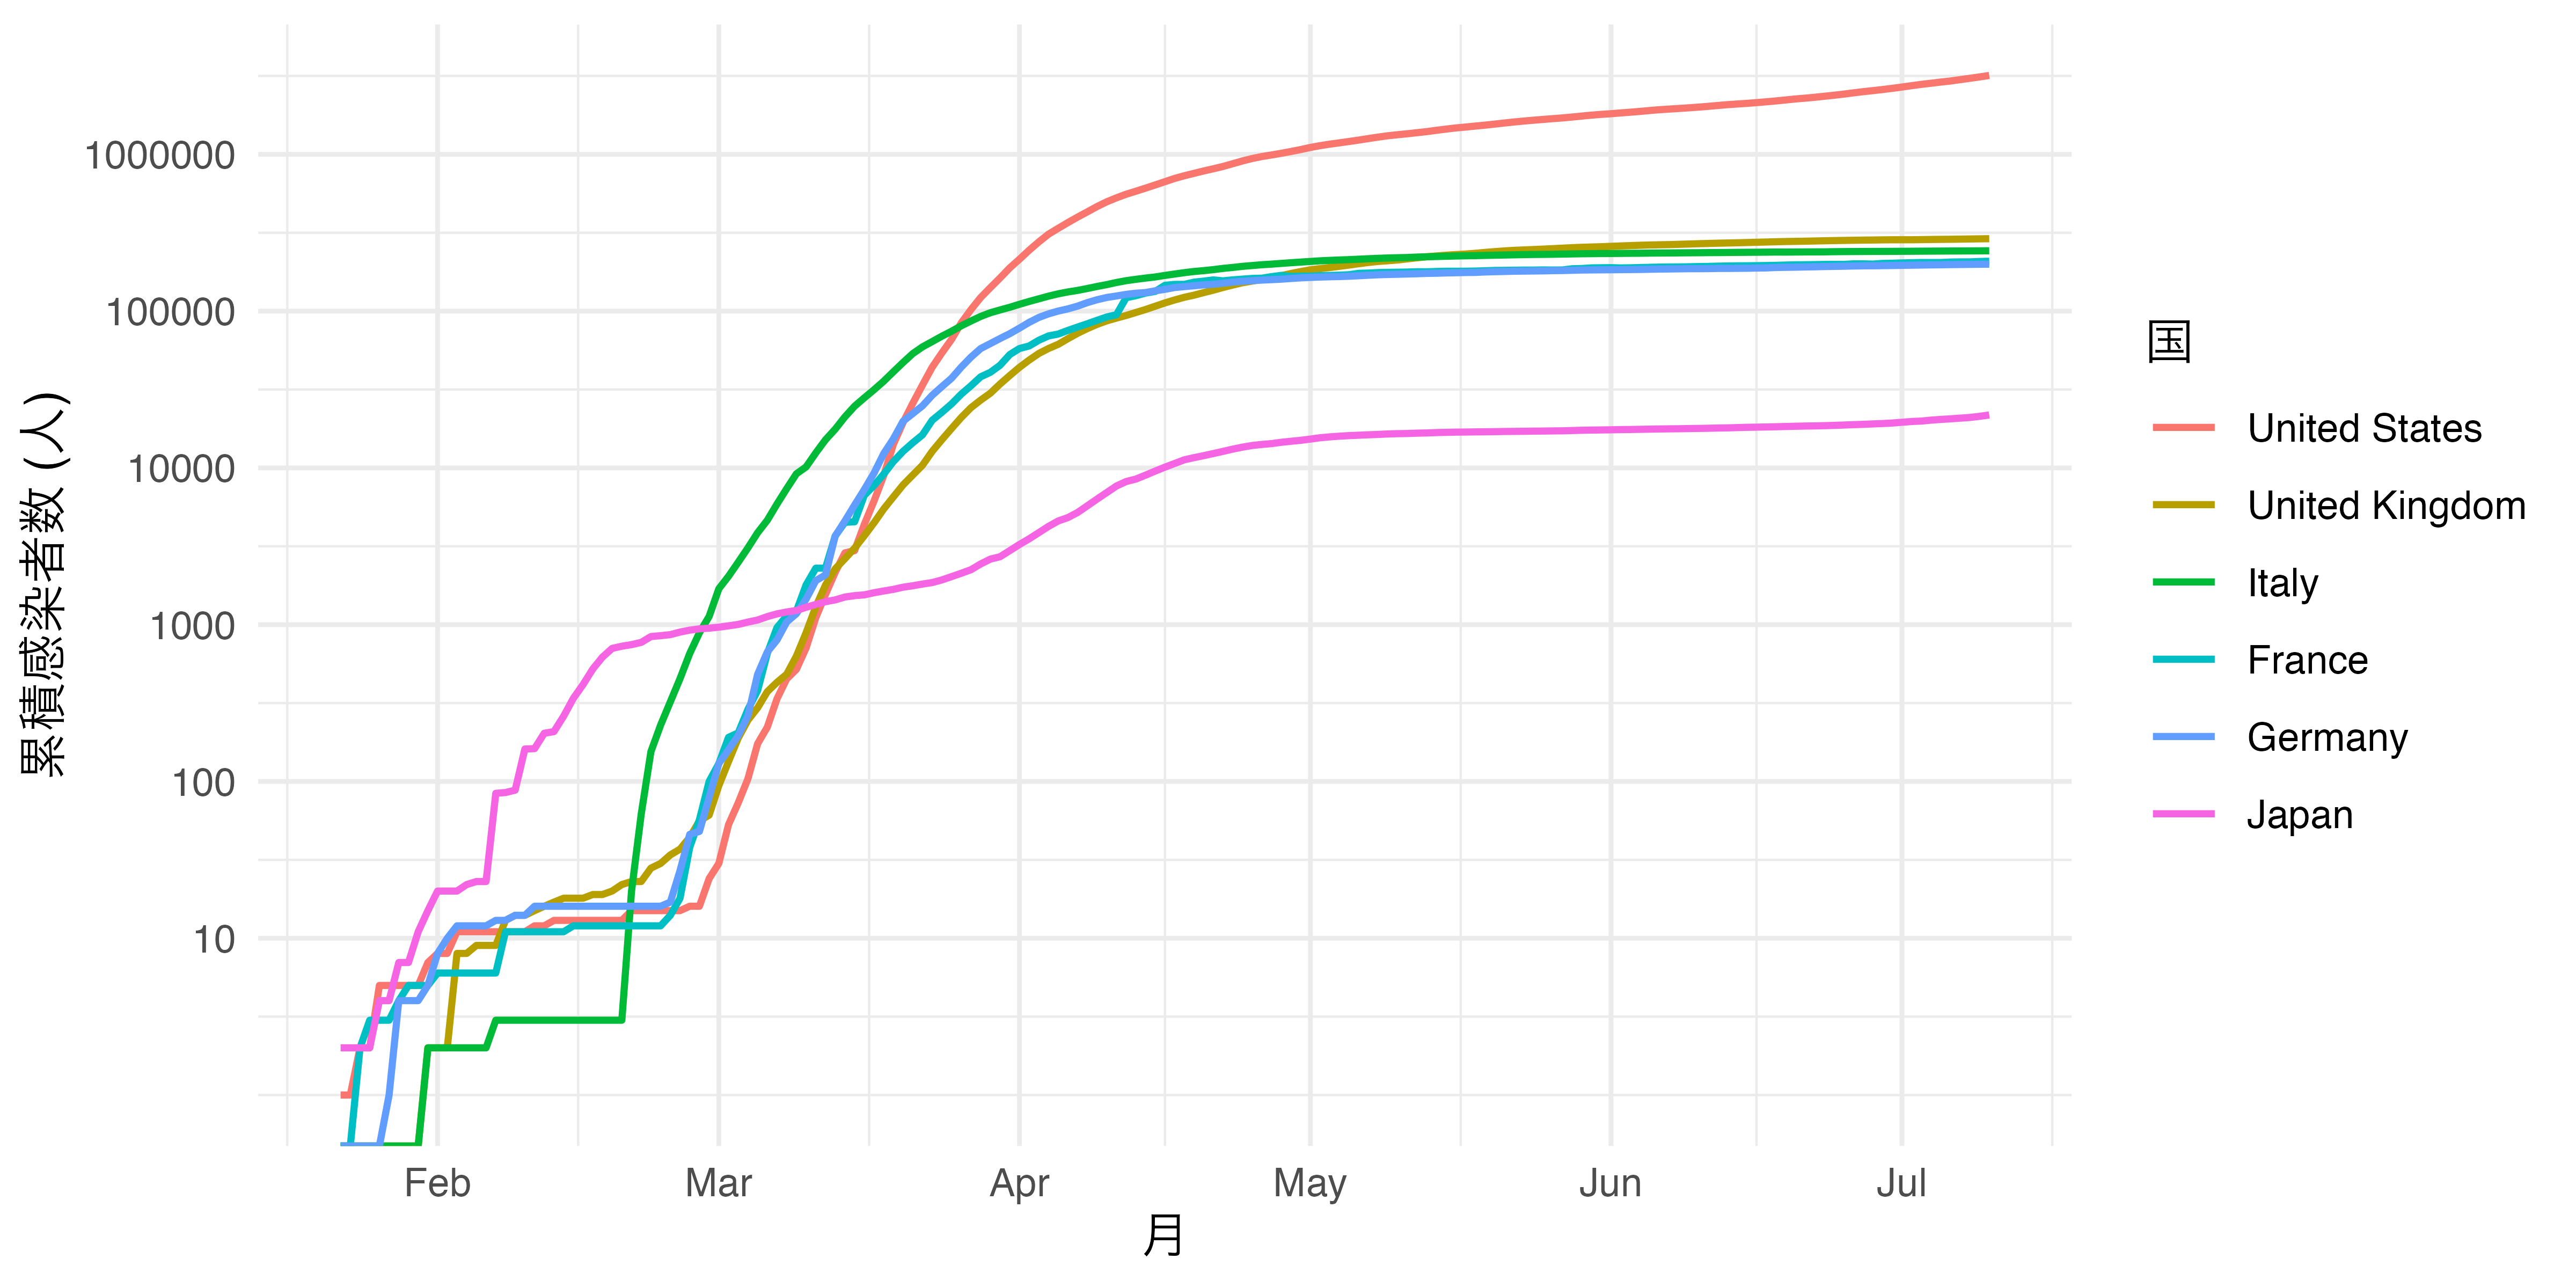 累積感染者数 (人)
1000000
100000
10000
1000
100
10
Feb Mar Apr May Jun Jul
月
国
United States
United Kingdom
Italy
France
Germany
Japan